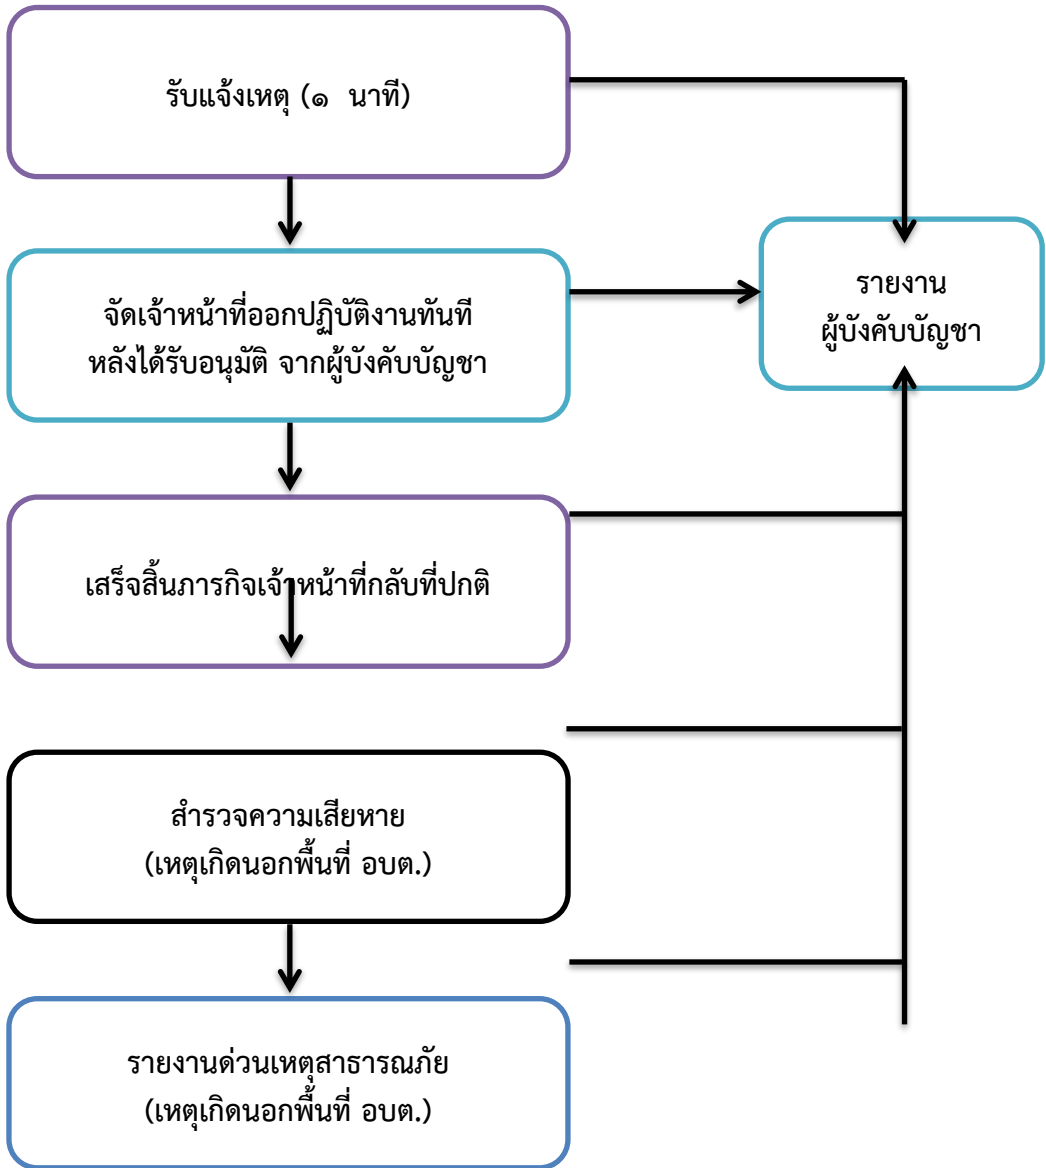 รับแจ้งเหตุ (๑  นาที)
จัดเจ้าหน้าที่ออกปฏิบัติงานทันที
หลังได้รับอนุมัติ จากผู้บังคับบัญชา
รายงาน
ผู้บังคับบัญชา
เสร็จสิ้นภารกิจเจ้าหน้าที่กลับที่ปกติ
สำรวจความเสียหาย
(เหตุเกิดนอกพื้นที่ อบต.)
รายงานด่วนเหตุสาธารณภัย
(เหตุเกิดนอกพื้นที่ อบต.)